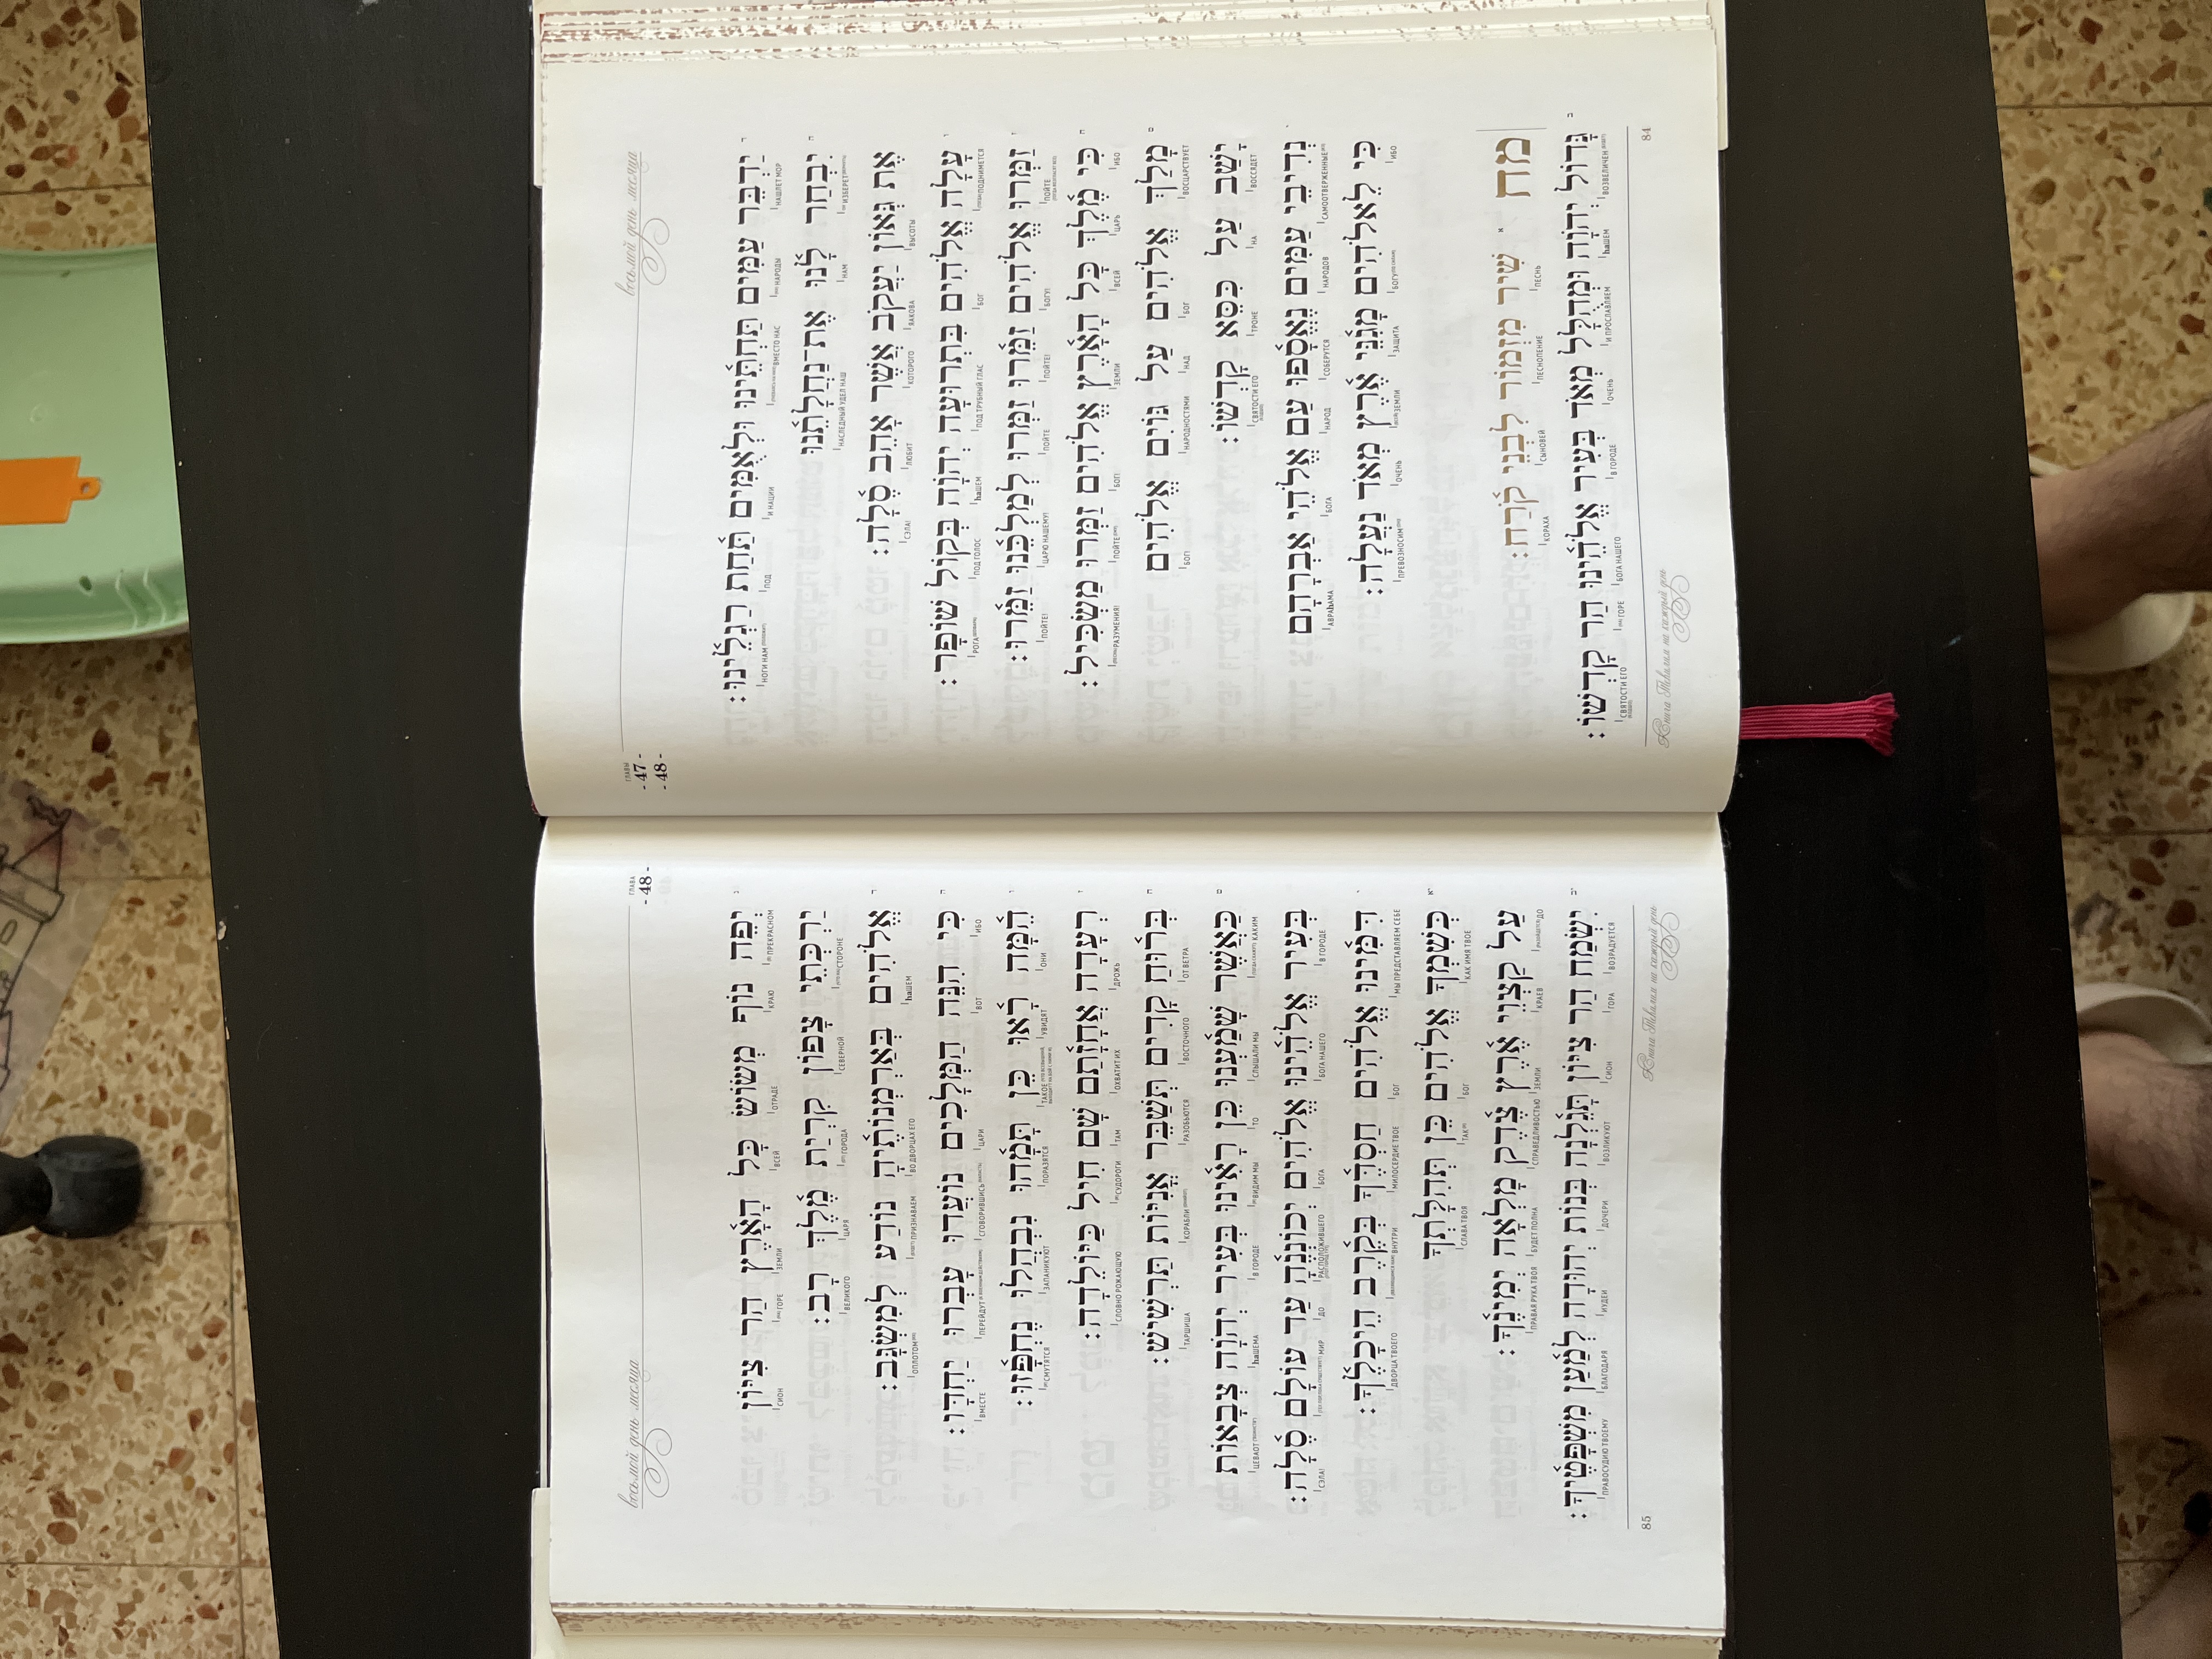 восьмой день месяца
ГЛАВЫ
- 47 -
- 48 -
ד יַדְבֵּר עַמִּים תַּחְתֵּינוּ וּלְאֻמִּים תַּחַת רַגְלֵינוּ:
НАШЛЕТ МОР НАРОДЫ ВМЕСТО НАС И НАЦИИ ПОД НОГИ НАМ
ה יִבְחַר לָנוּ אֶת־נַחֲלָתֵנוּ
ИЗБЕРЕТ НАМ НАСЛЕДНЫЙ УДЕЛ НАШ
אֶת גְּאוֹן יַעֲקֹב אֲשֶׁר אָהֵב סֶלָה:
ВЫСОТЫ ЯАКОВА КОТОРОГО ЛЮБИТ СЭЛА!
ו עָלָה אֱלֹהִים בִּתְרוּעָה יְהֹוָה בְּקוֹל שׁוֹפָר:
ПОДНИМЕТСЯ БОГ ПОД ТРУБНЫЙ ГЛАС hаШЕМ ПОД ГОЛОС РОГА
ז זַמְּרוּ אֱלֹהִים זַמֵּרוּ זַמְּרוּ לְמַלְכֵּנוּ זַמֵּרוּ:
ПОЙТЕ БОГУ! ПОЙТЕ! ПОЙТЕ ЦАРЮ НАШЕМУ! ПОЙТЕ!
ח כִּי מֶלֶךְ כָּל הָאָרֶץ אֱלֹהִים זַמְּרוּ מַשְׂכִּיל:
ИБО ЦАРЬ ВСЕЙ ЗЕМЛИ БОГ! ПОЙТЕ РАЗУМЕНИЯ!
ט מָלַךְ אֱלֹהִים עַל גּוֹיִם אֱלֹהִים
ВОСЦАРСТВУЕТ БОГ НАД НАРОДНОСТЯМИ БОГ!
יָשַׁב עַל כִּסֵּא קָדְשׁוֹ:
ВОССЯДЕТ НА ТРОНЕ СВЯТОСТИ ЕГО
י נְדִיבֵי עַמִּים נֶאֱסָפוּ עַם אֱלֹהֵי אַבְרָהָם
САМООТВЕРЖЕННЫЕ НАРОДОВ СОБЕРУТСЯ НАРОД БОГА АВРАhАМА
כִּי לֵאלֹהִים מָגִנֵּי אֶרֶץ מְאֹד נַעֲלָה:
ИБО БОГУ ЗАЩИТА ЗЕМЛИ ОЧЕНЬ ПРЕВОЗНОСИМ
מח א שִׁיר מִזְמוֹר לִבְנֵי קֹרַח:
ПЕСНЬ ПЕСНОПЕНИЕ СЫНОВЕЙ КОРАХА
ב גָּדוֹל יְהֹוָה וּמְהֻלָּל מְאֹד בְּעִיר אֱלֹהֵינוּ הַר קָדְשׁוֹ:
ВОЗВЕЛИЧЕН hаШЕМ И ПРОСЛАВЛЯЕМ ОЧЕНЬ В ГОРОДЕ БОГА НАШЕГО ГОРЕ СВЯТОСТИ ЕГО
84
Книга Теhилим на каждый день
восьмой день месяца
ГЛАВА
- 48 -
ג יְפֵה נוֹף מְשׂוֹשׂ כָּל הָאָרֶץ הַר צִיּוֹן
ПРЕКРАСНОМ КРАЮ ОТРАДЕ ВСЕЙ ЗЕМЛИ ГОРЕ СИОН
יַרְכְּתֵי צָפוֹן קִרְיַת מֶלֶךְ רָב:
СТОРОНЕ СЕВЕРНОЙ ГОРОДА ЦАРЯ ВЕЛИКОГО
ד אֱלֹהִים בְּאַרְמְנוֹתֶיהָ נוֹדַע לְמִשְׂגָּב:
hаШЕМ ВО ДВОРЦАХ ЕГО ПРИЗНАВАЕМ ОПЛОТОМ
ה כִּי הִנֵּה הַמְּלָכִים נוֹעֲדוּ עָבְרוּ יַחְדָּו:
ИБО ВОТ ЦАРИ СГОВОРИВШИСЬ ПЕРЕЙДУТ ВМЕСТЕ
ו הֵמָּה רָאוּ כֵּן תָּמָהוּ נִבְהֲלוּ נֶחְפָּזוּ:
ОНИ УВИДЯТ ТАКОЕ ПОРАЗЯТСЯ ЗАПАНИКУЮТ СМУТЯТСЯ
ז רְעָדָה אֲחָזָתַם שָׁם חִיל כַּיּוֹלֵדָה:
ДРОЖЬ ОХВАТИТ ИХ ТАМ СУДОРОГИ СЛОВНО РОЖАЮЩУЮ
ח בְּרוּחַ קָדִים תְּשַׁבֵּר אֳנִיּוֹת תַּרְשִׁישׁ:
ОТ ВЕТРА ВОСТОЧНОГО РАЗОБЬЮТСЯ КОРАБЛИ ТАРШИША
ט כַּאֲשֶׁר שָׁמַעְנוּ כֵּן רָאִינוּ בְּעִיר יְהֹוָה צְבָאוֹת
КАКИМ СЛЫШАЛИ МЫ ТО ВИДИМ МЫ В ГОРОДЕ hаШЕМА ЦЕВАОТ
בְּעִיר אֱלֹהֵינוּ אֱלֹהִים יְכוֹנְנֶהָ עַד עוֹלָם סֶלָה:
В ГОРОДЕ БОГА НАШЕГО БОГА РАСПОЛОЖИВШЕГО ДО МИР СЭЛА!
י דִּמִּינוּ אֱלֹהִים חַסְדֶּךָ בְּקֶרֶב הֵיכָלֶךָ:
МЫ ПРЕДСТАВЛЯЕМ СЕБЕ БОГ МИЛОСЕРДИЕ ТВОЕ ВНУТРИ ДВОРЦА ТВОЕГО
יא כְּשִׁמְךָ אֱלֹהִים כֵּן תְּהִלָּתְךָ
КАК ИМЯ ТВОЕ БОГ ТАК СЛАВА ТВОЯ
עַל קַצְוֵי אֶרֶץ צֶדֶק מָלְאָה יְמִינֶךָ:
ДО КРАЕВ ЗЕМЛИ СПРАВЕДЛИВОСТЬЮ БУДЕТ ПОЛНА ПРАВАЯ РУКА ТВОЯ
יב יִשְׂמַח הַר צִיּוֹן תָּגֵלְנָה בְּנוֹת יְהוּדָה לְמַעַן מִשְׁפָּטֶיךָ:
ВОЗРАДУЕТСЯ ГОРА СИОН ВОЗЛИКУЮТ ДОЧЕРИ ИУДЕИ БЛАГОДАРЯ ПРАВОСУДИЮ ТВОЕМУ
85
Книга Теhилим на каждый день